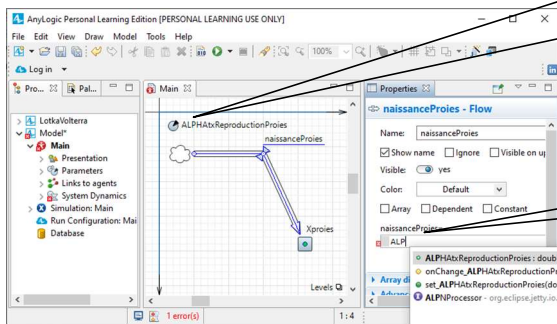 AnyLogic Personal Learning Edition [PERSONAL LEARNING USE ONLY]
File Edit View Draw Model Tools Help
100%
Log in
Pro... Pal... Main Properties
naissanceProies - Flow
LotkaVolterra
Model*
Main
Presentation
Parameters
Links to agents
System Dynamics
Simulation: Main
Run Configuration: Mai
Database
ALPHAtxReproductionProies
naissanceProies
Xproies
Levels
Name: naissanceProies
Show name Ignore Visible on up
Visible: yes
Color: Default
Array Dependent Constant
naissanceProies=
ALP
ALPHAtxReproductionProies : doub
onChange_ALPHAtxReproductionPr
set_ALPHAtxReproductionProies(do
ALPNProcessor - org.eclipse.jetty.io.
Array di
Advanc
1 error(s)
1:4